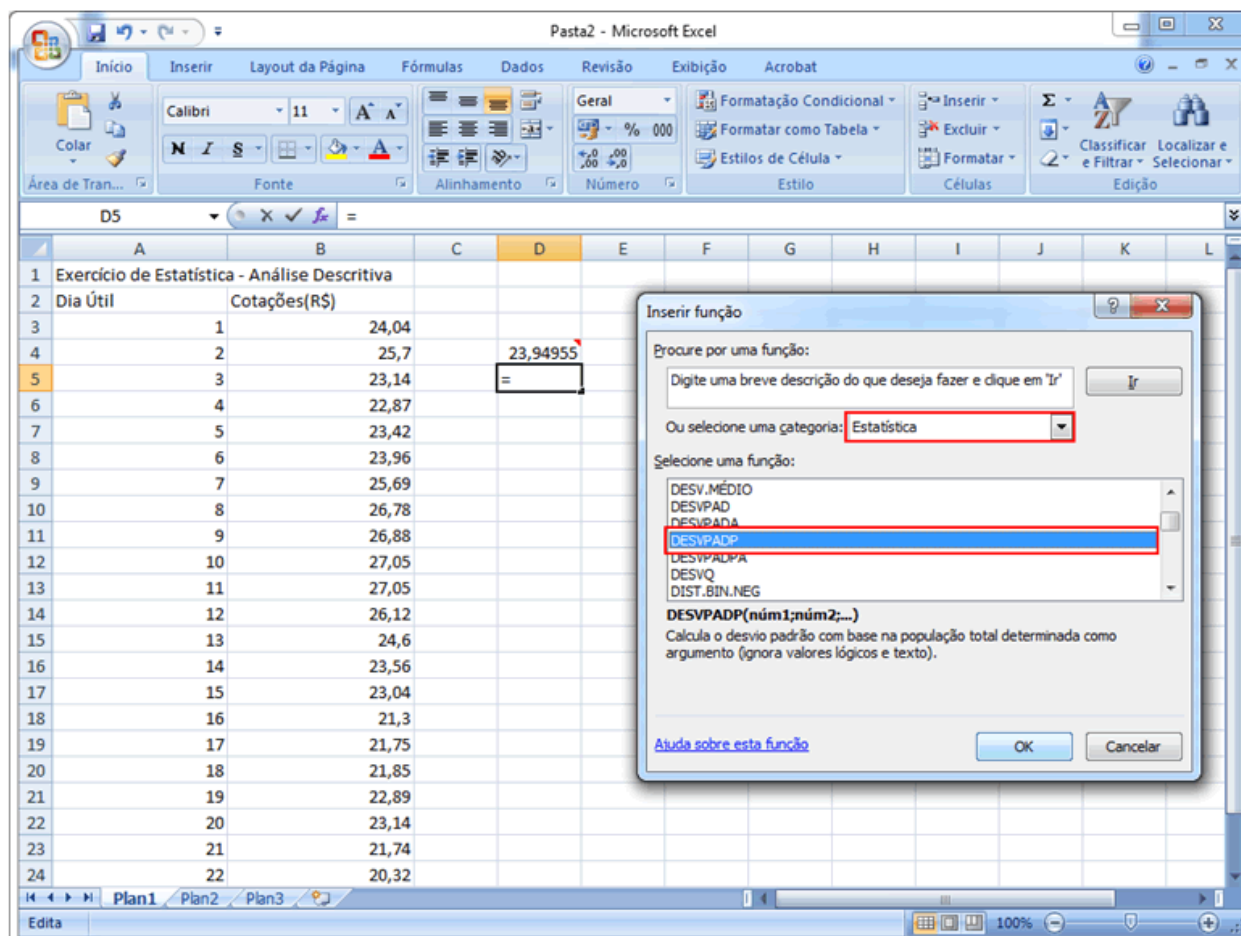 Pasta2 - Microsoft Excel
Início Inserir Layout da Página Fórmulas Dados Revisão Exibição Acrobat
Colar
Área de Tran...
Calibri 11 A A
N I S A
Fonte
Alinhamento
Geral
% 000
,00 ,0
Número
Formatação Condicional
Formatar como Tabela
Estilos de Célula
Estilo
Inserir
Excluir
Formatar
Células
Σ
Classificar e Filtrar
Localizar e Selecionar
Edição
D5 fx =
A B C D E F G H I J K L
1 Exercício de Estatística - Análise Descritiva
2 Dia Útil Cotações(R$)
3 1 24,04
4 2 25,7 23,94955
5 3 23,14 =
6 4 22,87
7 5 23,42
8 6 23,96
9 7 25,69
10 8 26,78
11 9 26,88
12 10 27,05
13 11 27,05
14 12 26,12
15 13 24,6
16 14 23,56
17 15 23,04
18 16 21,3
19 17 21,75
20 18 21,85
21 19 22,89
22 20 23,14
23 21 21,74
24 22 20,32
Inserir função
Procure por uma função:
Digite uma breve descrição do que deseja fazer e clique em 'Ir'
Ir
Ou selecione uma categoria: Estatística
Selecione uma função:
DESV.MÉDIO
DESVPAD
DESVPADA
DESVPADP
DESVPADPA
DESVQ
DIST.BIN.NEG
DESVPADP(núm1;núm2;...)
Calcula o desvio padrão com base na população total determinada como
argumento (ignora valores lógicos e texto).
Ajuda sobre esta função
OK Cancelar
Plan1 Plan2 Plan3
Edita 100%